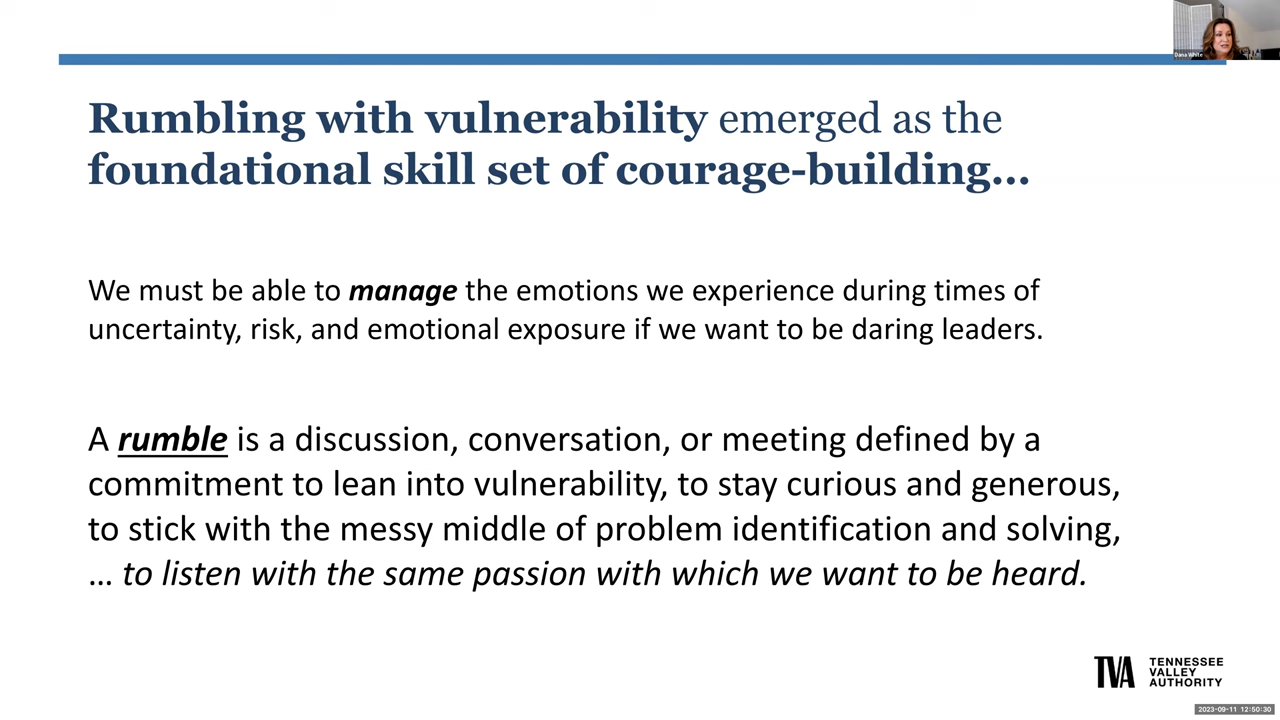 Dana White
Rumbling with vulnerability emerged as the
foundational skill set of courage-building...
We must be able to manage the emotions we experience during times of
uncertainty, risk, and emotional exposure if we want to be daring leaders.
A rumble is a discussion, conversation, or meeting defined by a
commitment to lean into vulnerability, to stay curious and generous,
to stick with the messy middle of problem identification and solving,
... to listen with the same passion with which we want to be heard.
TVA
TENNESSEE
VALLEY
AUTHORITY
2023-09-11 12:50:30